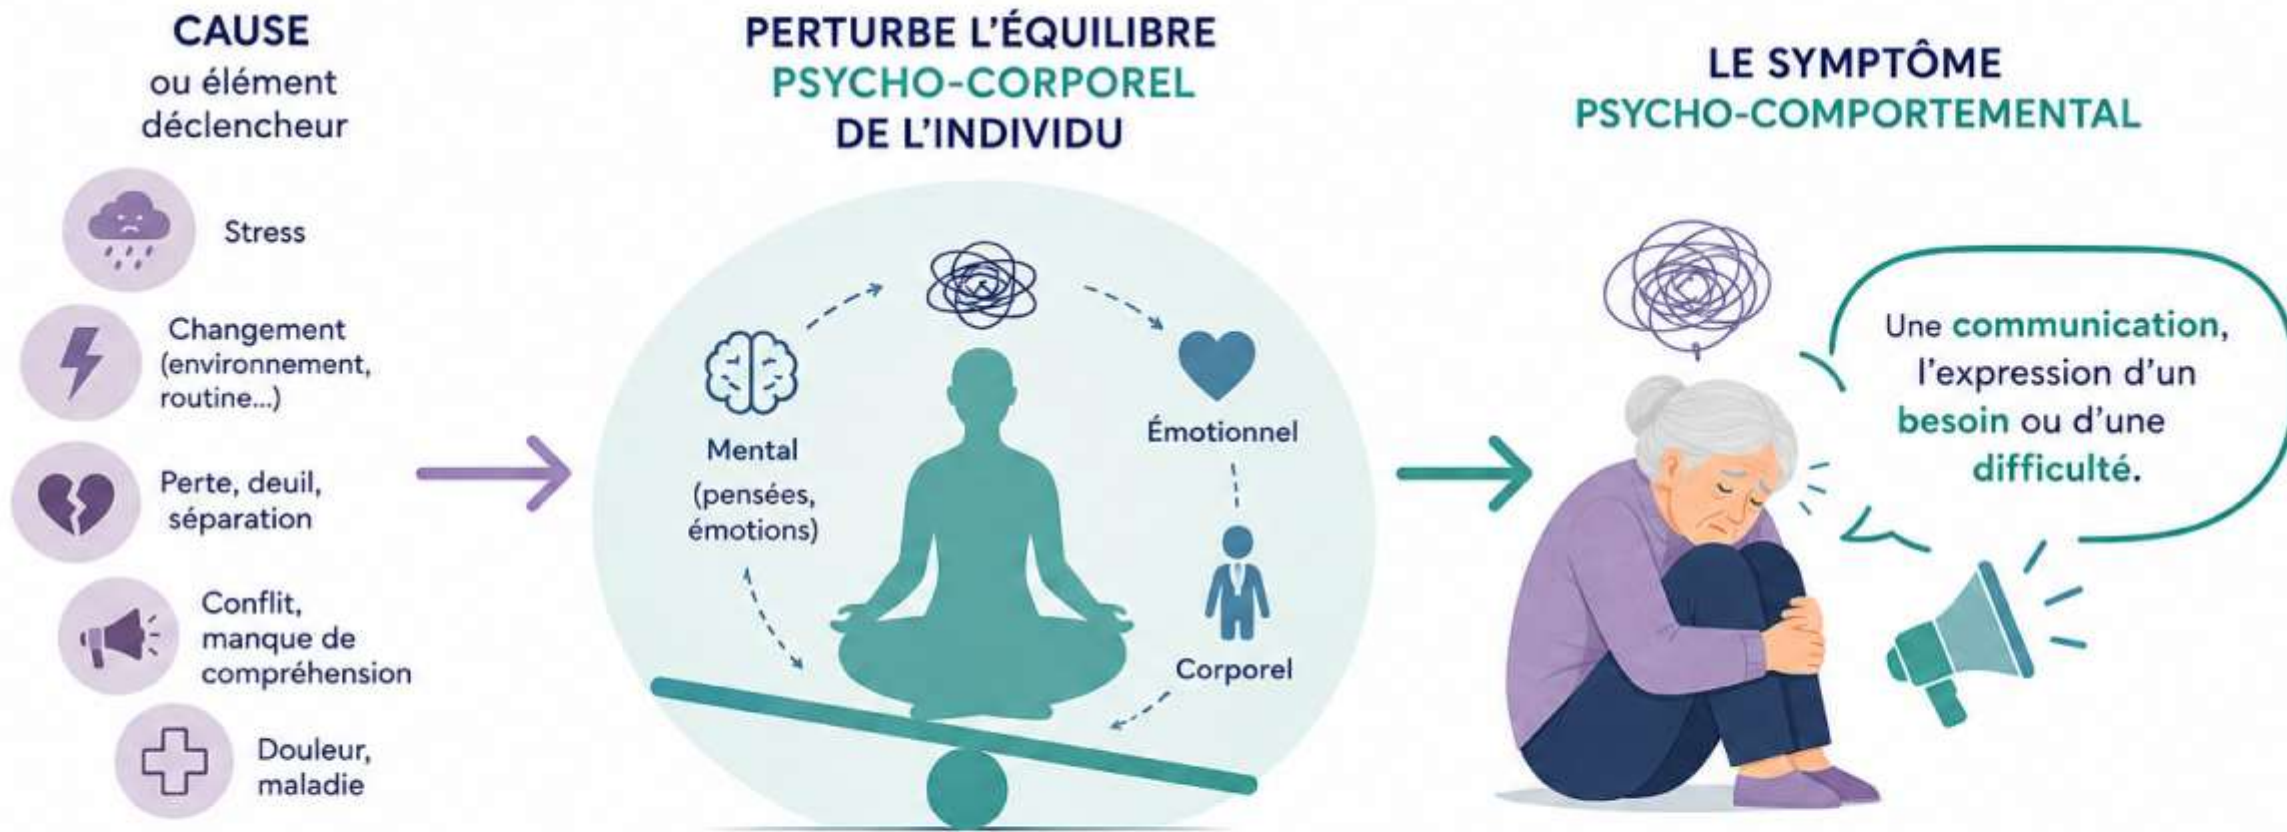 CAUSE
ou élément
déclencheur
Stress
Changement
(environnement,
routine...)
Perte, deuil,
séparation
Conflit,
manque de
compréhension
Douleur,
maladie
PERTURBE L'ÉQUILIBRE
PSYCHO-CORPOREL
DE L'INDIVIDU
Mental
(pensées,
émotions)
Émotionnel
Corporel
LE SYMPTÔME
PSYCHO-COMPORTEMENTAL
Une communication,
l'expression d'un
besoin ou d'une
difficulté.